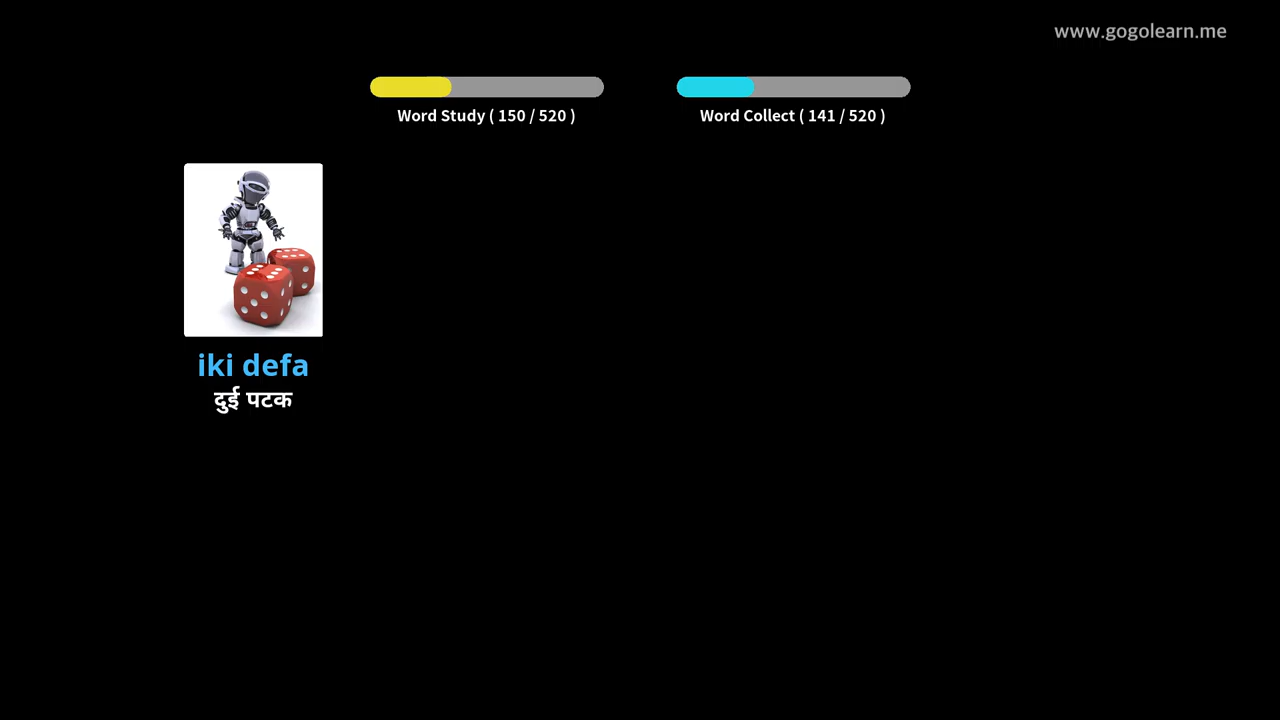 www.gogolearn.me
Word Study ( 150 / 520 )
Word Collect ( 141 / 520 )
iki defa
दुई पटक